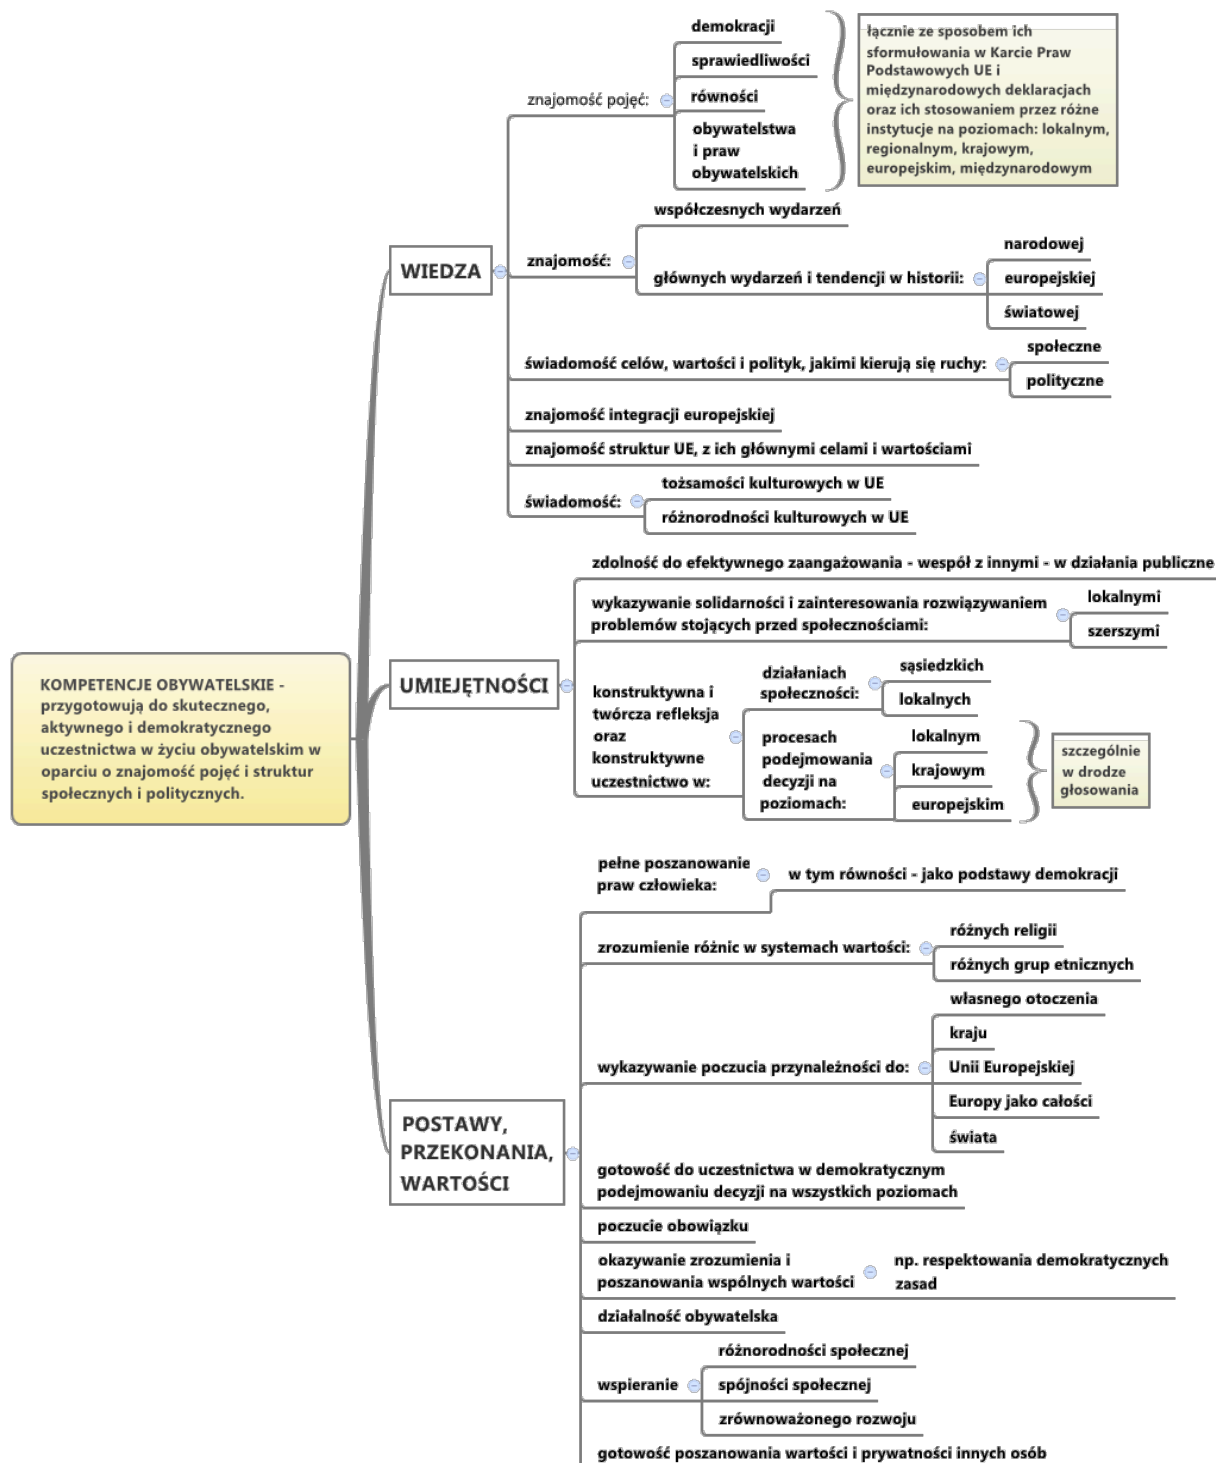 KOMPETENCJE OBYWATELSKIE -
przygotowują do skutecznego,
aktywnego i demokratycznego
uczestnictwa w życiu obywatelskim w
oparciu o znajomość pojęć i struktur
społecznych i politycznych.
WIEDZA
znajomość pojęć:
demokracji
sprawiedliwości
równości
obywatelstwa
i praw
obywatelskich
łącznie ze sposobem ich
sformułowania w Karcie Praw
Podstawowych UE i
międzynarodowych deklaracjach
oraz ich stosowaniem przez różne
instytucje na poziomach: lokalnym,
regionalnym, krajowym,
europejskim, międzynarodowym
znajomość:
współczesnych wydarzeń
głównych wydarzeń i tendencji w historii:
narodowej
europejskiej
światowej
świadomość celów, wartości i polityk, jakimi kierują się ruchy:
społeczne
polityczne
znajomość integracji europejskiej
znajomość struktur UE, z ich głównymi celami i wartościami
świadomość:
tożsamości kulturowych w UE
różnorodności kulturowych w UE
UMIEJĘTNOŚCI
zdolność do efektywnego zaangażowania - wespół z innymi - w działania publiczne
wykazywanie solidarności i zainteresowania rozwiązywaniem
problemów stojących przed społecznościami:
lokalnymi
szerszymi
konstruktywna i
twórcza refleksja
oraz
konstruktywne
uczestnictwo w:
działaniach
społeczności:
sąsiedzkich
lokalnych
procesach
podejmowania
decyzji na
poziomach:
lokalnym
krajowym
europejskim
szczególnie
w drodze
głosowania
POSTAWY,
PRZEKONANIA,
WARTOŚCI
pełne poszanowanie
praw człowieka:
w tym równości - jako podstawy demokracji
zrozumienie różnic w systemach wartości:
różnych religii
różnych grup etnicznych
wykazywanie poczucia przynależności do:
własnego otoczenia
kraju
Unii Europejskiej
Europy jako całości
świata
gotowość do uczestnictwa w demokratycznym
podejmowaniu decyzji na wszystkich poziomach
poczucie obowiązku
okazywanie zrozumienia i
poszanowania wspólnych wartości
np. respektowania demokratycznych
zasad
działalność obywatelska
wspieranie
różnorodności społecznej
spójności społecznej
zrównoważonego rozwoju
gotowość poszanowania wartości i prywatności innych osób